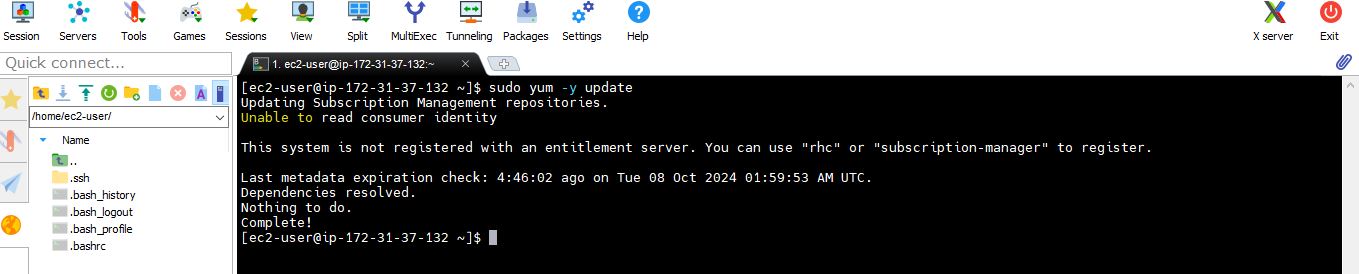 Session Servers Tools Games Sessions View Split MultiExec Tunneling Packages Settings Help X server Exit
Quick connect...
1. ec2-user@ip-172-31-37-132:~
/home/ec2-user/
Name
..
.ssh
.bash_history
.bash_logout
.bash_profile
.bashrc
[ec2-user@ip-172-31-37-132 ~]$ sudo yum -y update
Updating Subscription Management repositories.
Unable to read consumer identity
This system is not registered with an entitlement server. You can use "rhc" or "subscription-manager" to register.
Last metadata expiration check: 4:46:02 ago on Tue 08 Oct 2024 01:59:53 AM UTC.
Dependencies resolved.
Nothing to do.
Complete!
[ec2-user@ip-172-31-37-132 ~]$